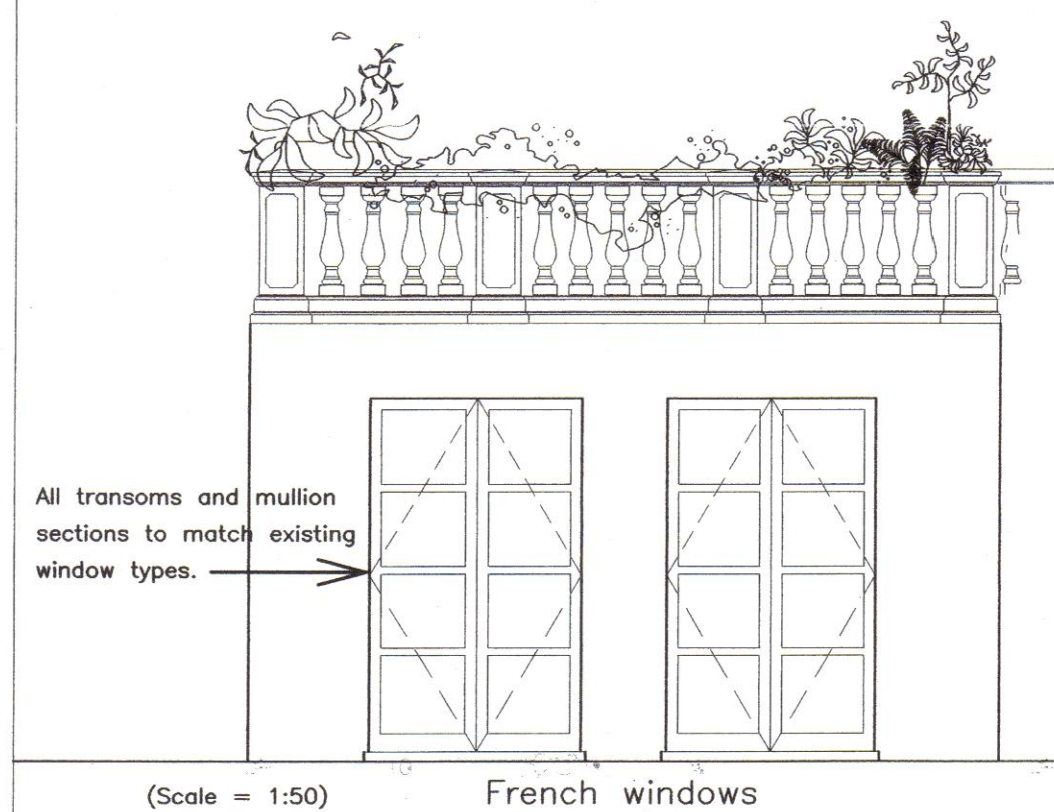 All transoms and mullion
sections to match existing
window types.
(Scale = 1:50)
French windows